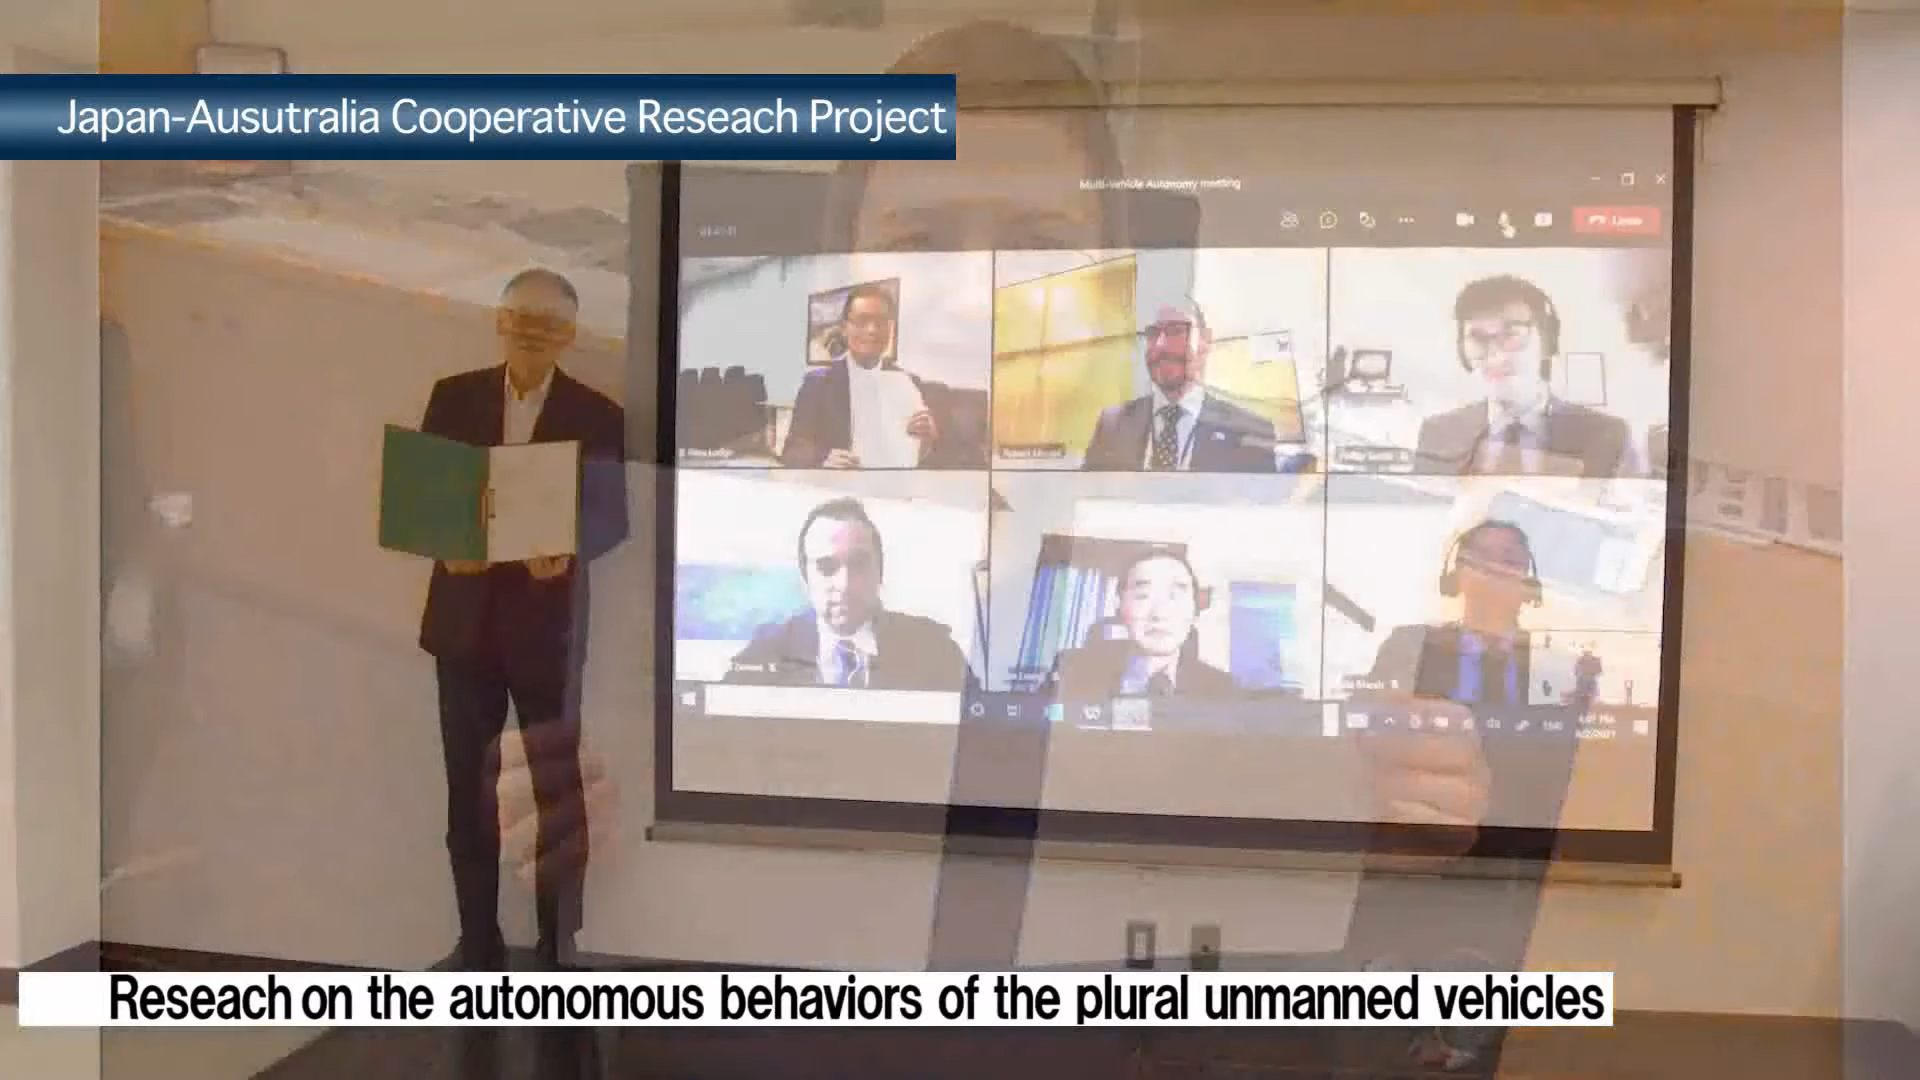 Japan-Ausutralia Cooperative Reseach Project
Multi-vehicle Autonomy meeting
Leave
Reseach on the autonomous behaviors of the plural unmanned vehicles